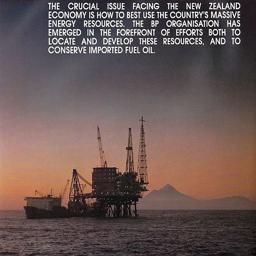 THE CRUCIAL ISSUE FACING THE NEW ZEALAND
ECONOMY IS HOW TO BEST USE THE COUNTRY'S MASSIVE
ENERGY RESOURCES. THE BP ORGANISATION HAS
EMERGED IN THE FOREFRONT OF EFFORTS BOTH TO
LOCATE AND DEVELOP THESE RESOURCES, AND TO
CONSERVE IMPORTED FUEL OIL.